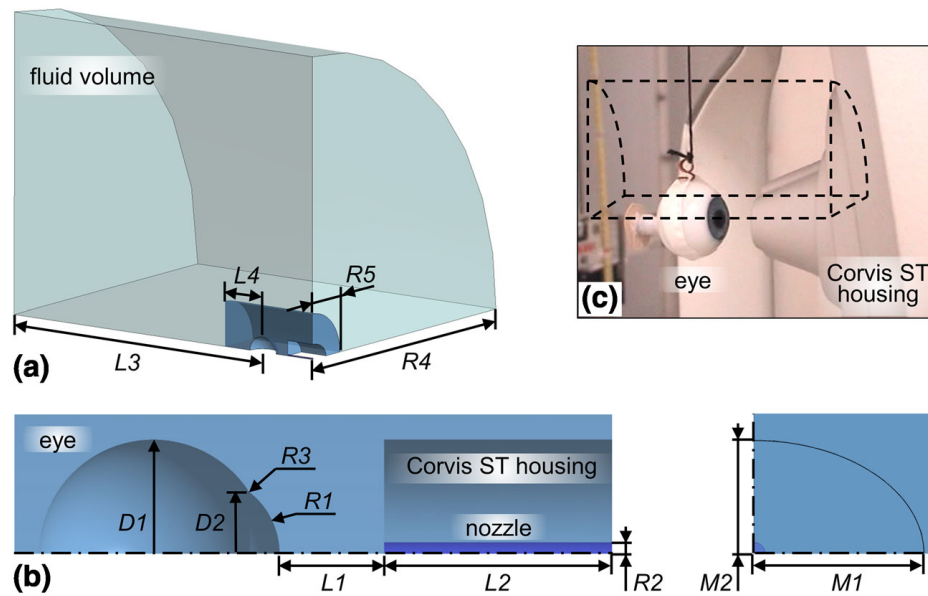 fluid volume
L4
R5
L3
R4
(a)
eye
Corvis ST
housing
(c)
eye
R3
Corvis ST housing
D1
D2
R1
nozzle
L1
L2
R2
M2
M1
(b)